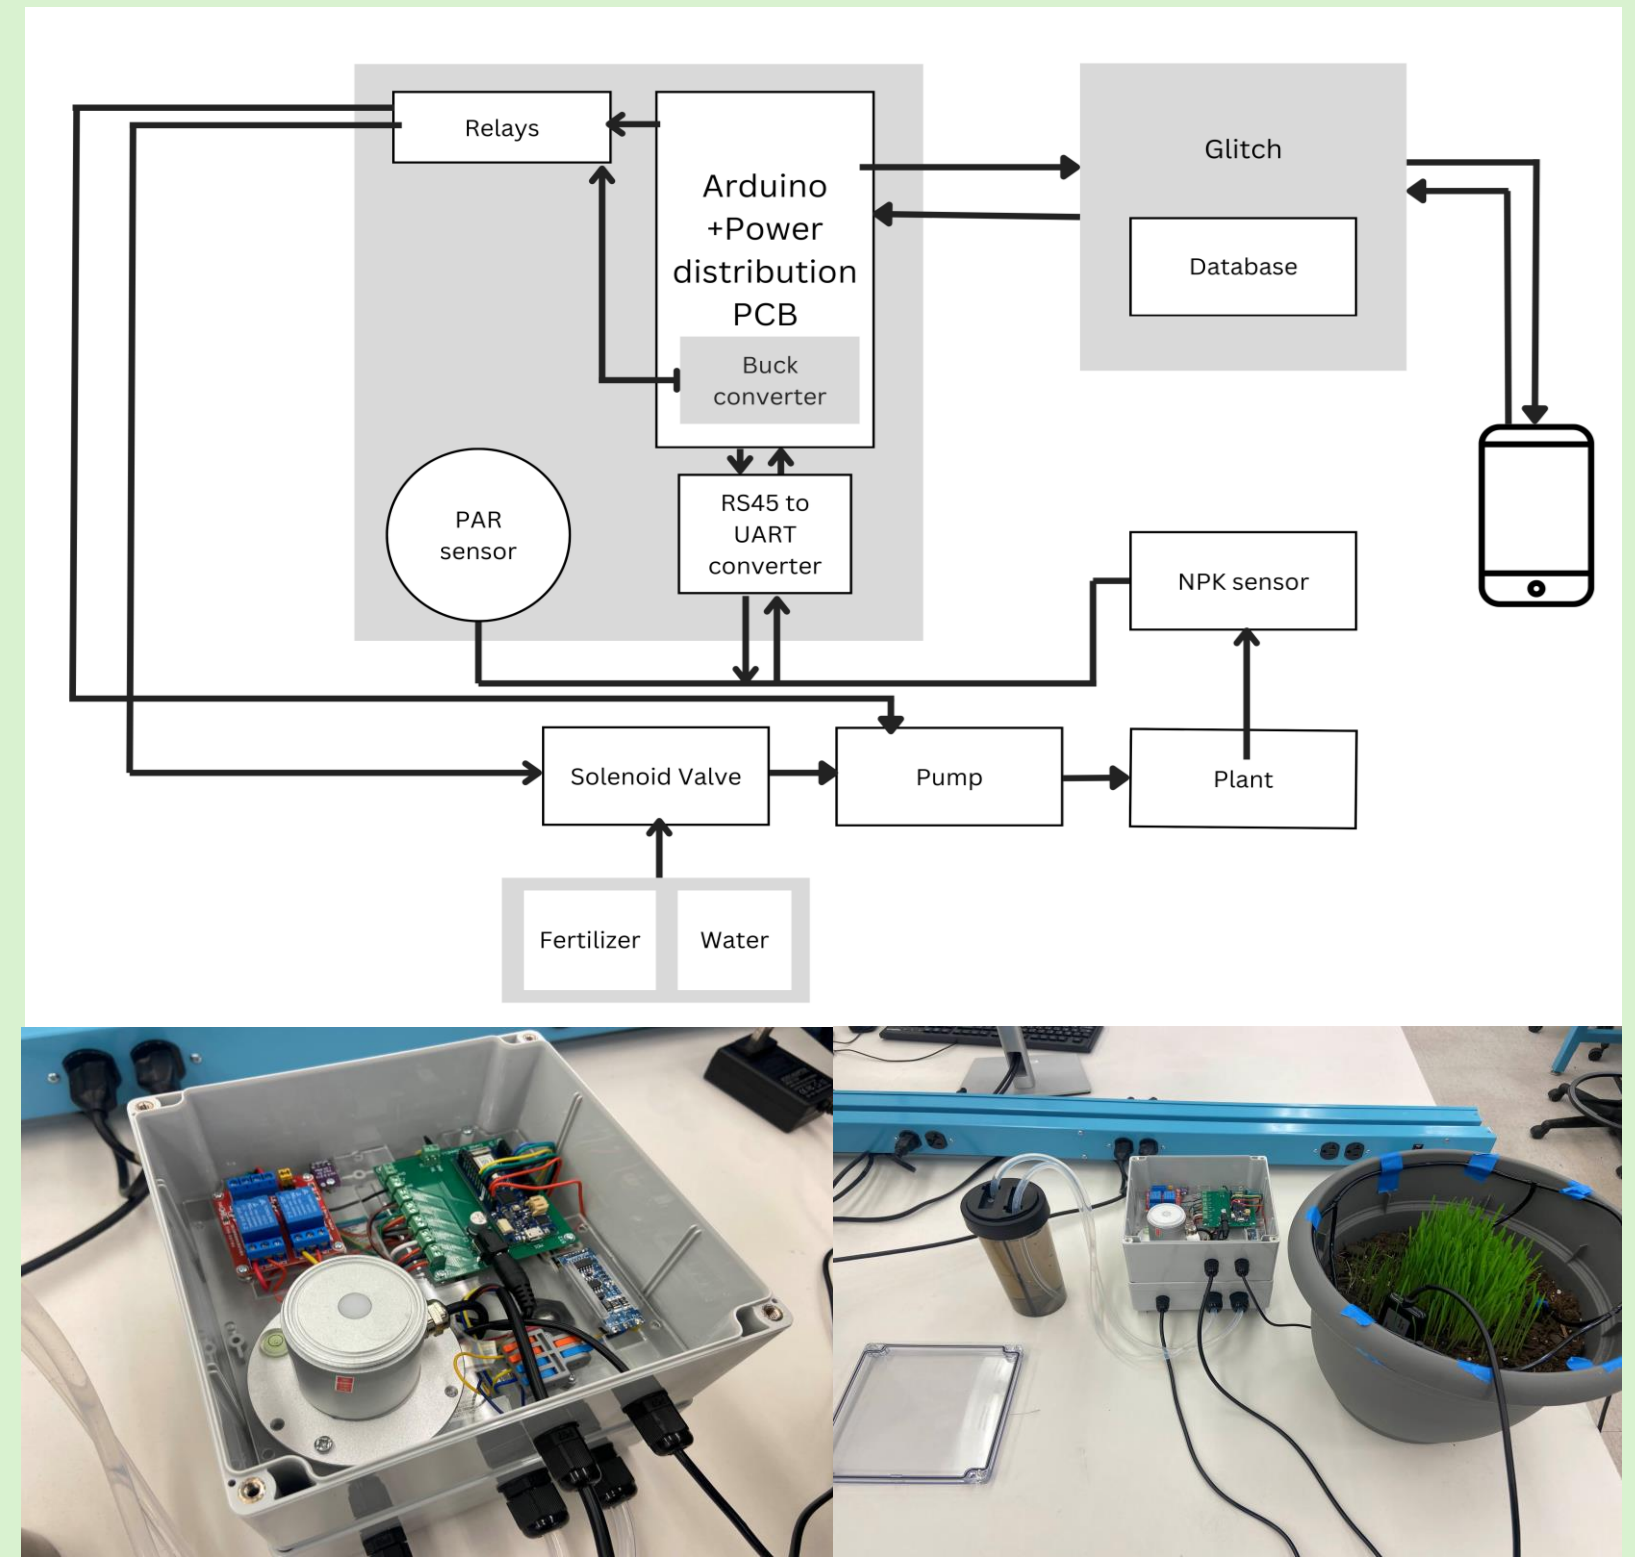 Relays
Arduino
+Power
distribution
PCB
Buck
converter
Glitch
Database
PAR
sensor
RS45 to
UART
converter
NPK sensor
Solenoid Valve
Pump
Plant
Fertilizer
Water